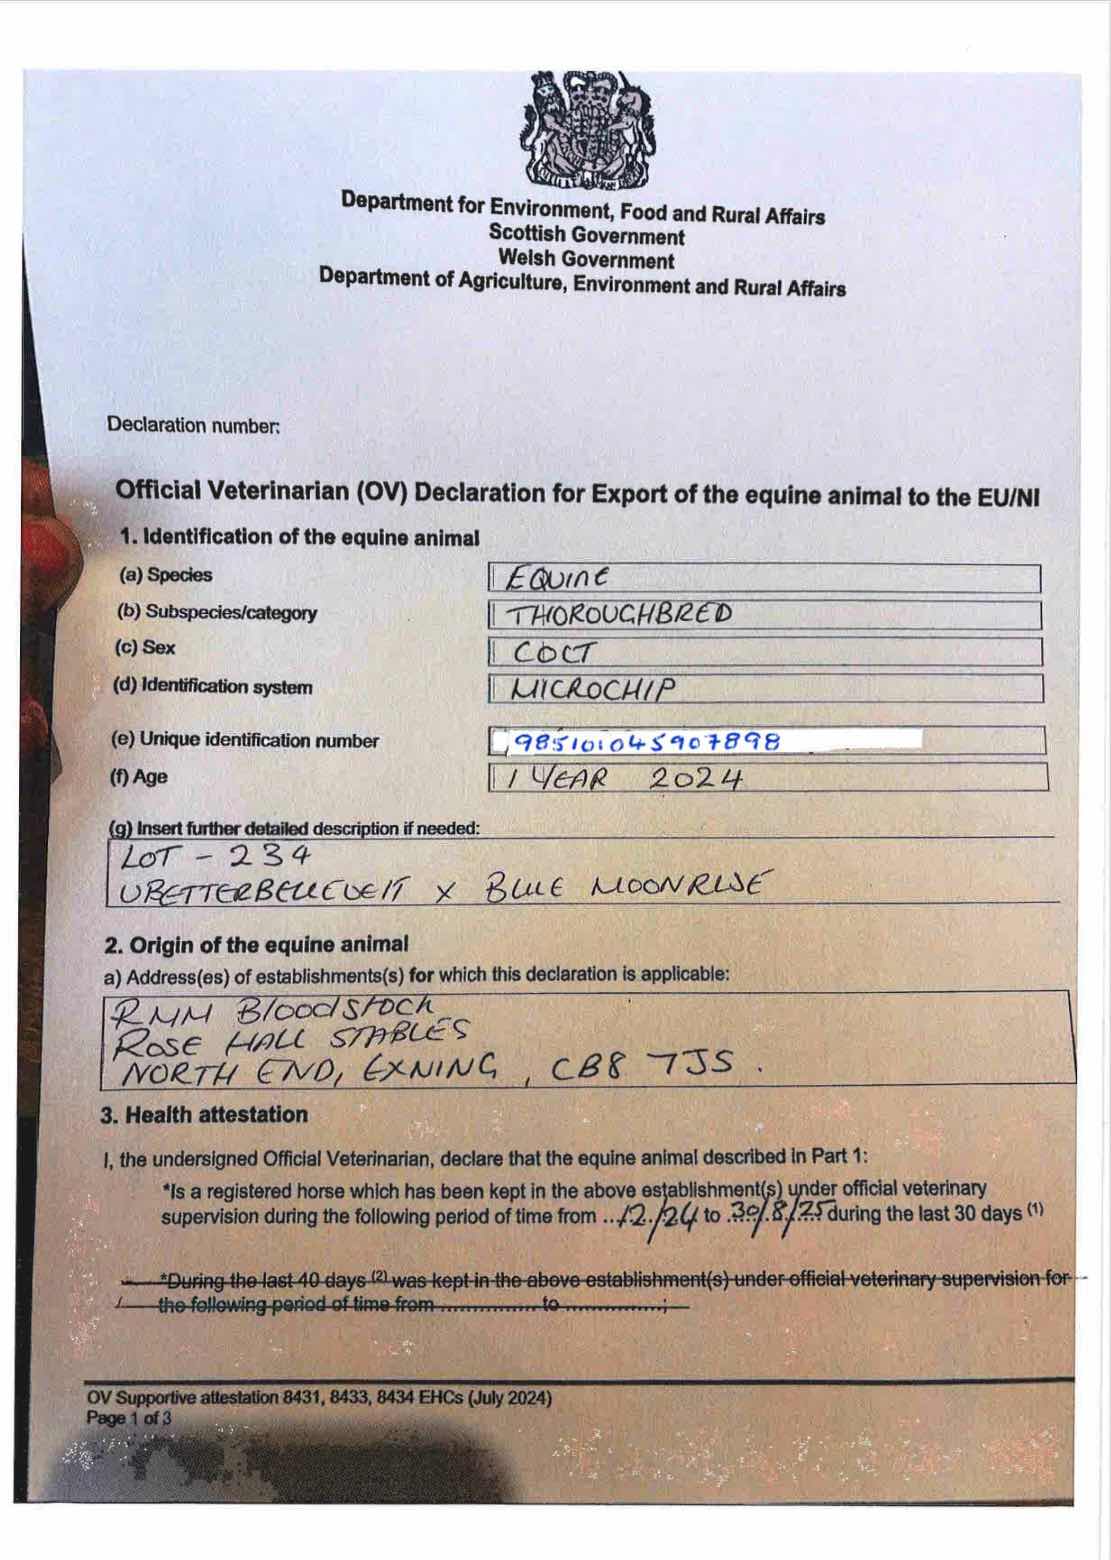 Department for Environment, Food and Rural Affairs
Scottish Government
Welsh Government
Department of Agriculture, Environment and Rural Affairs
Declaration number:
Official Veterinarian (OV) Declaration for Export of the equine animal to the EU/NI
1. Identification of the equine animal
(a) Species EQUINE
(b) Subspecies/category THOROUGHBRED
(c) Sex COLT
(d) Identification system MICROCHIP
(e) Unique identification number 985101045907898
(f) Age 1 YEAR 2024
(g) Insert further detailed description if needed:
LOT - 234
UBETTERBELIEVEIT X BLUE MOONRISE
2. Origin of the equine animal
a) Address(es) of establishments(s) for which this declaration is applicable:
RMM Bloodstock
ROSE HALL STABLES
NORTH END, EXNING, CB8 7JS.
3. Health attestation
I, the undersigned Official Veterinarian, declare that the equine animal described in Part 1:
*Is a registered horse which has been kept in the above establishment(s) under official veterinary
supervision during the following period of time from ..12./24 to .30/.8/25 during the last 30 days (1)
*During the last 40 days (2) was kept in the above establishment(s) under official veterinary supervision for
the following period of time from .................. to ................;
OV Supportive attestation 8431, 8433, 8434 EHCs (July 2024)
Page 1 of 3